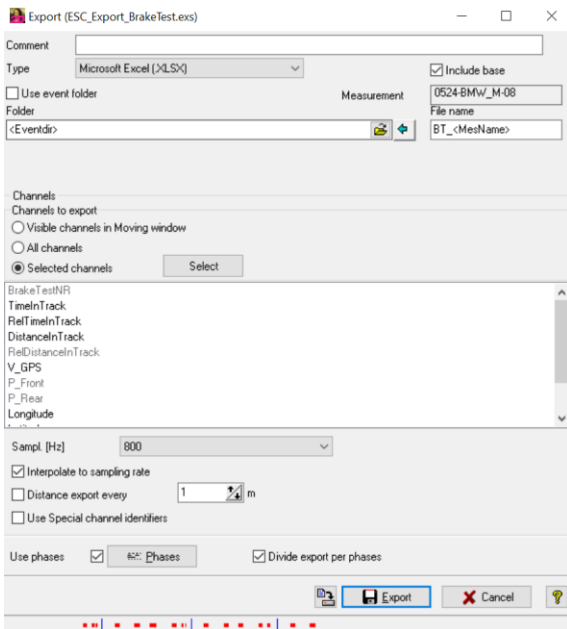 Export (ESC_Export_BrakeTest.exs)
Comment
Type Microsoft Excel (.XLSX) Include base
Use event folder Measurement 0524-BMW_M-08
Folder File name
<Eventdir> BT_<MesName>
Channels
Channels to export
Visible channels in Moving window
All channels
Selected channels Select
BrakeTestNR
TimeInTrack
RelTimeInTrack
DistanceInTrack
RelDistanceInTrack
V_GPS
P_Front
P_Rear
Longitude
Sampl. [Hz] 800
Interpolate to sampling rate
Distance export every 1 m
Use Special channel identifiers
Use phases Phases Divide export per phases
Export Cancel ?